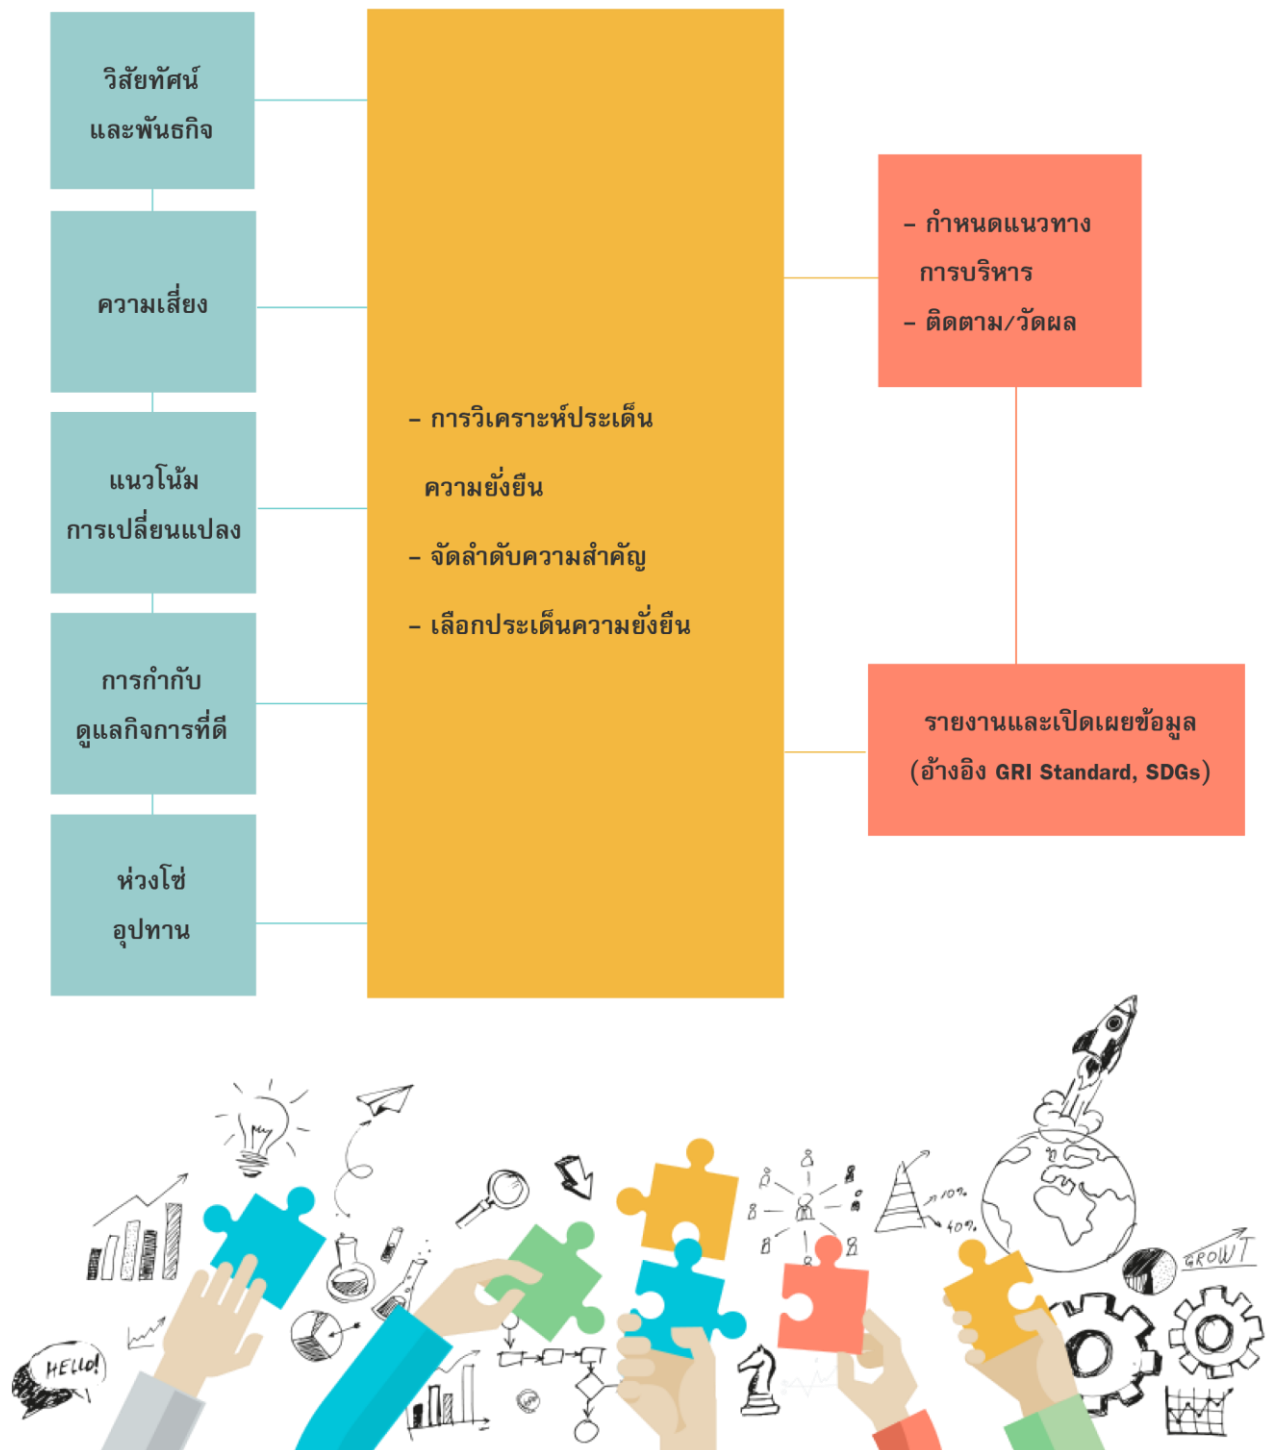 วิสัยทัศน์
และพันธกิจ
ความเสี่ยง
แนวโน้ม
การเปลี่ยนแปลง
การกำกับ
ดูแลกิจการที่ดี
ห่วงโซ่
อุปทาน
– การวิเคราะห์ประเด็น
ความยั่งยืน
– จัดลำดับความสำคัญ
– เลือกประเด็นความยั่งยืน
– กำหนดแนวทาง
การบริหาร
– ติดตาม/วัดผล
รายงานและเปิดเผยข้อมูล
(อ้างอิง GRI Standard, SDGs)
10%
40%
GROWT
HELLO!